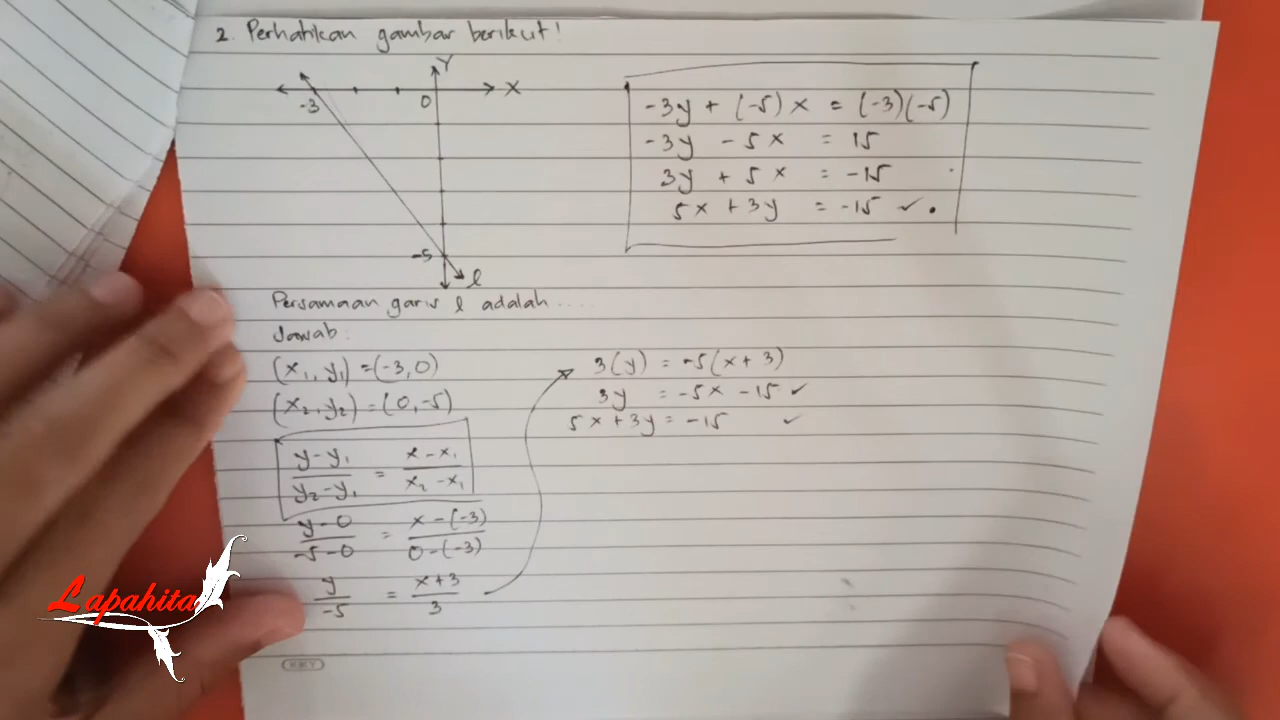 2. Perhatikan gambar berikut!
Y
X
-3
0
-5
l
-3y + (-5)x = (-3)(-5)
-3y - 5x = 15
3y + 5x = -15
5x + 3y = -15 ✓.
Persamaan garis l adalah ....
Jawab:
(x₁, y₁) = (-3, 0)
(x₂, y₂) = (0, -5)
(y - y₁)/(y₂ - y₁) = (x - x₁)/(x₂ - x₁)
(y - 0)/(-5 - 0) = (x - (-3))/(0 - (-3))
y/-5 = (x + 3)/3
3(y) = -5(x + 3)
3y = -5x - 15 ✓
5x + 3y = -15 ✓
Lapahita
KKY